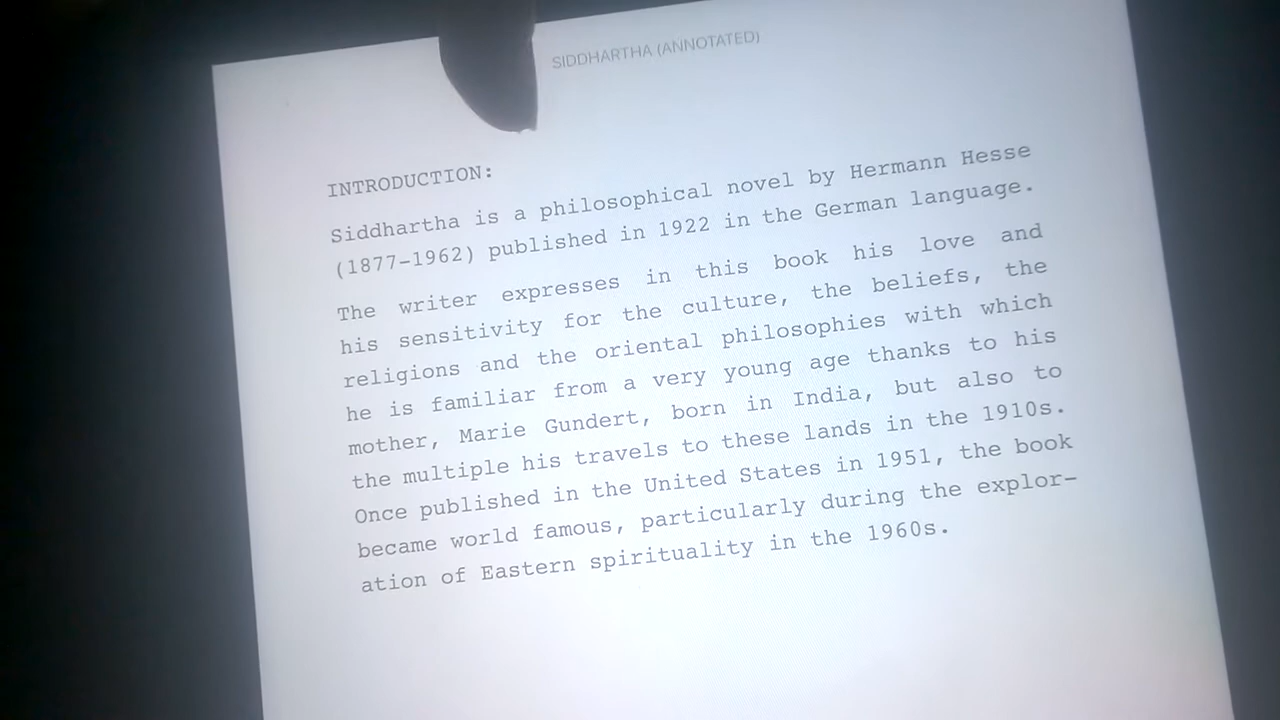 SIDDHARTHA (ANNOTATED)
INTRODUCTION:
Siddhartha is a philosophical novel by Hermann Hesse
(1877-1962) published in 1922 in the German language.
The writer expresses in this book his love and
his sensitivity for the culture, the beliefs, the
religions and the oriental philosophies with which
he is familiar from a very young age thanks to his
mother, Marie Gundert, born in India, but also to
the multiple his travels to these lands in the 1910s.
Once published in the United States in 1951, the book
became world famous, particularly during the explor-
ation of Eastern spirituality in the 1960s.